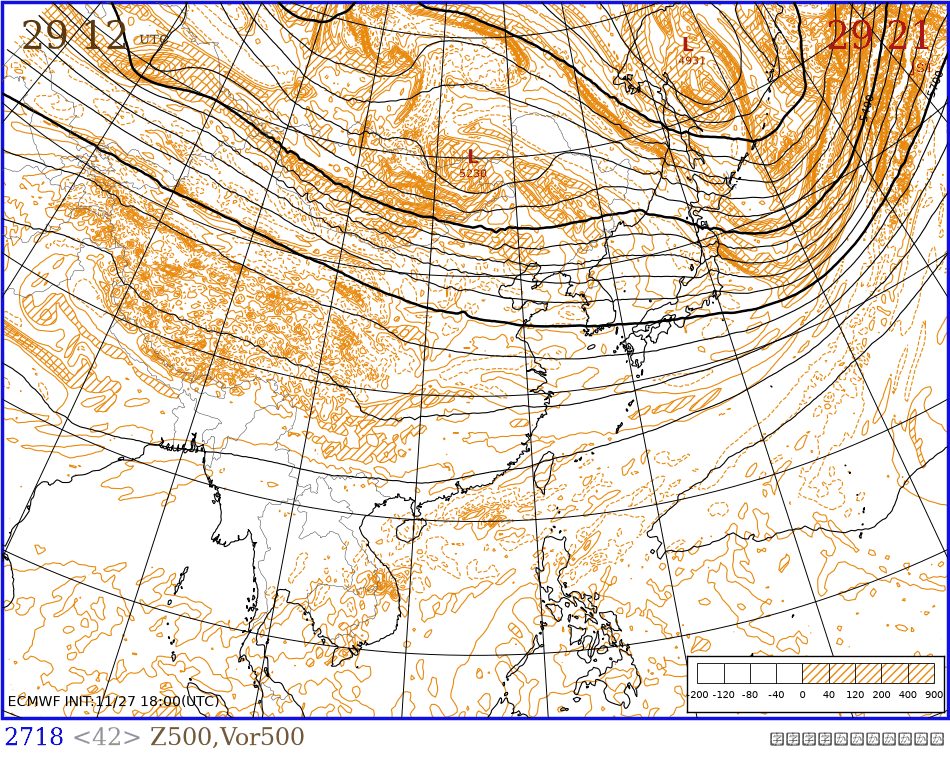 29 12 UTC
29 21
L
4931
L
5230
ECMWF INIT:11/27 18:00(UTC)
-200 -120 -80 -40 0 40 120 200 400 900
2718 <42> Z500,Vor500